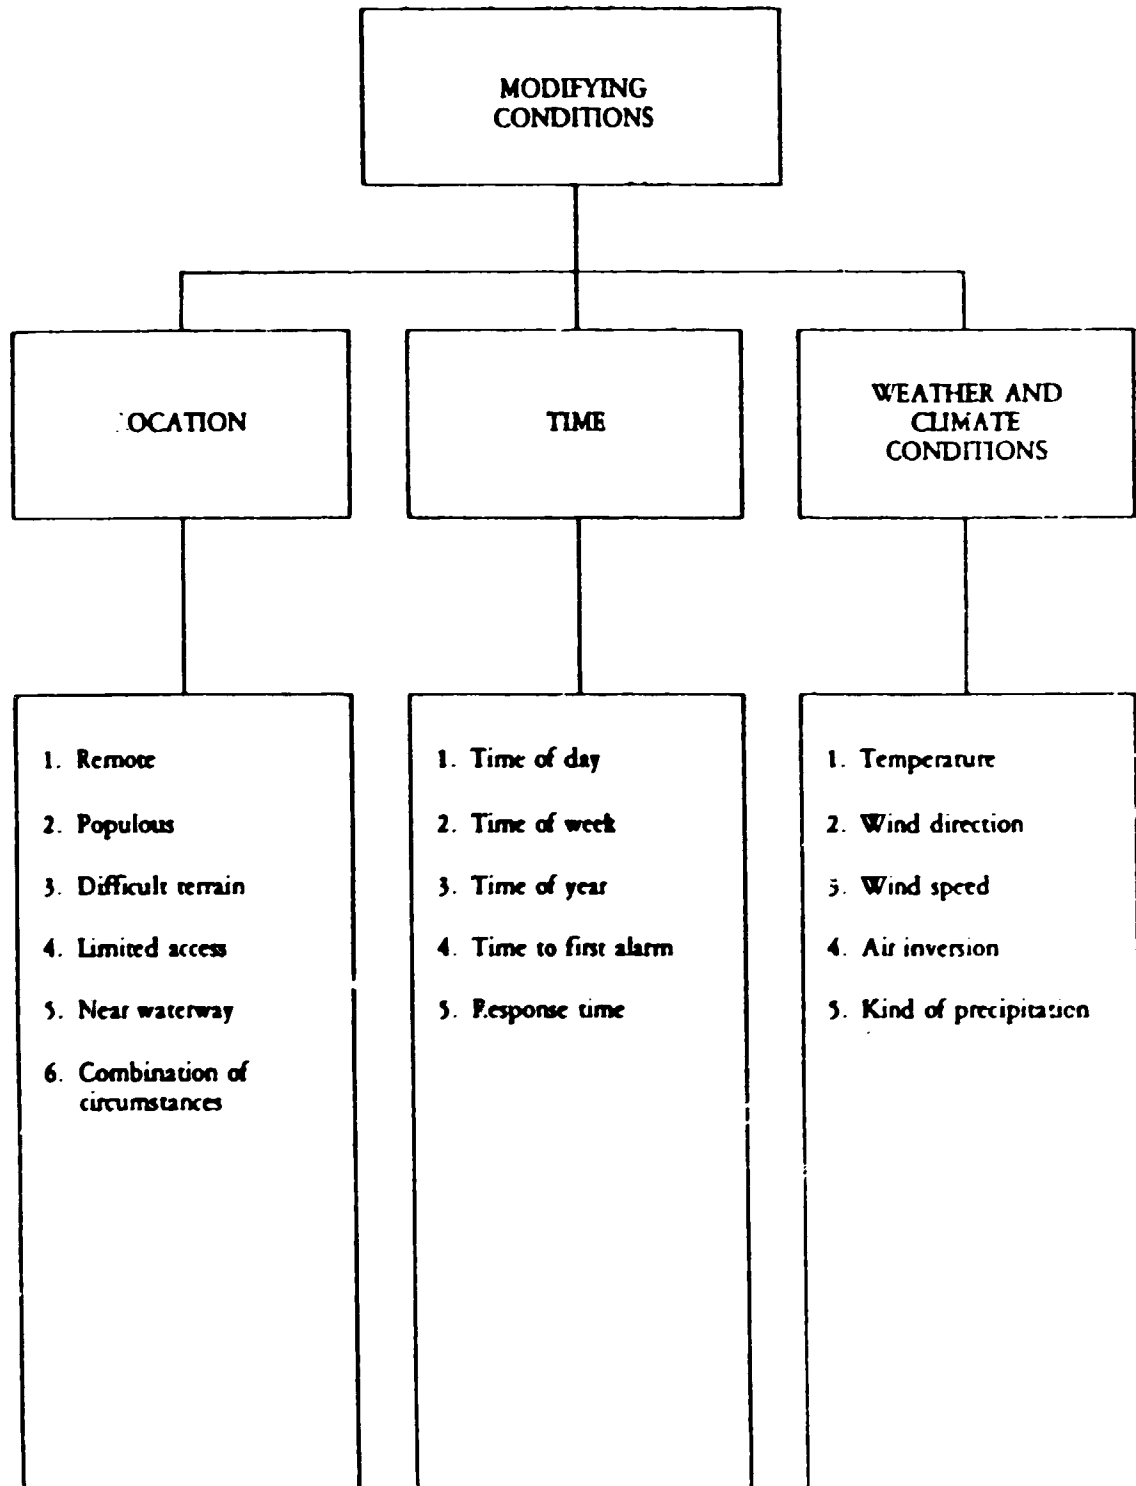 MODIFYING
CONDITIONS
OCATION
TIME
WEATHER AND
CLIMATE
CONDITIONS
1. Remote
2. Populous
3. Difficult terrain
4. Limited access
5. Near waterway
6. Combination of
circumstances
1. Time of day
2. Time of week
3. Time of year
4. Time to first alarm
5. Response time
1. Temperature
2. Wind direction
3. Wind speed
4. Air inversion
5. Kind of precipitation